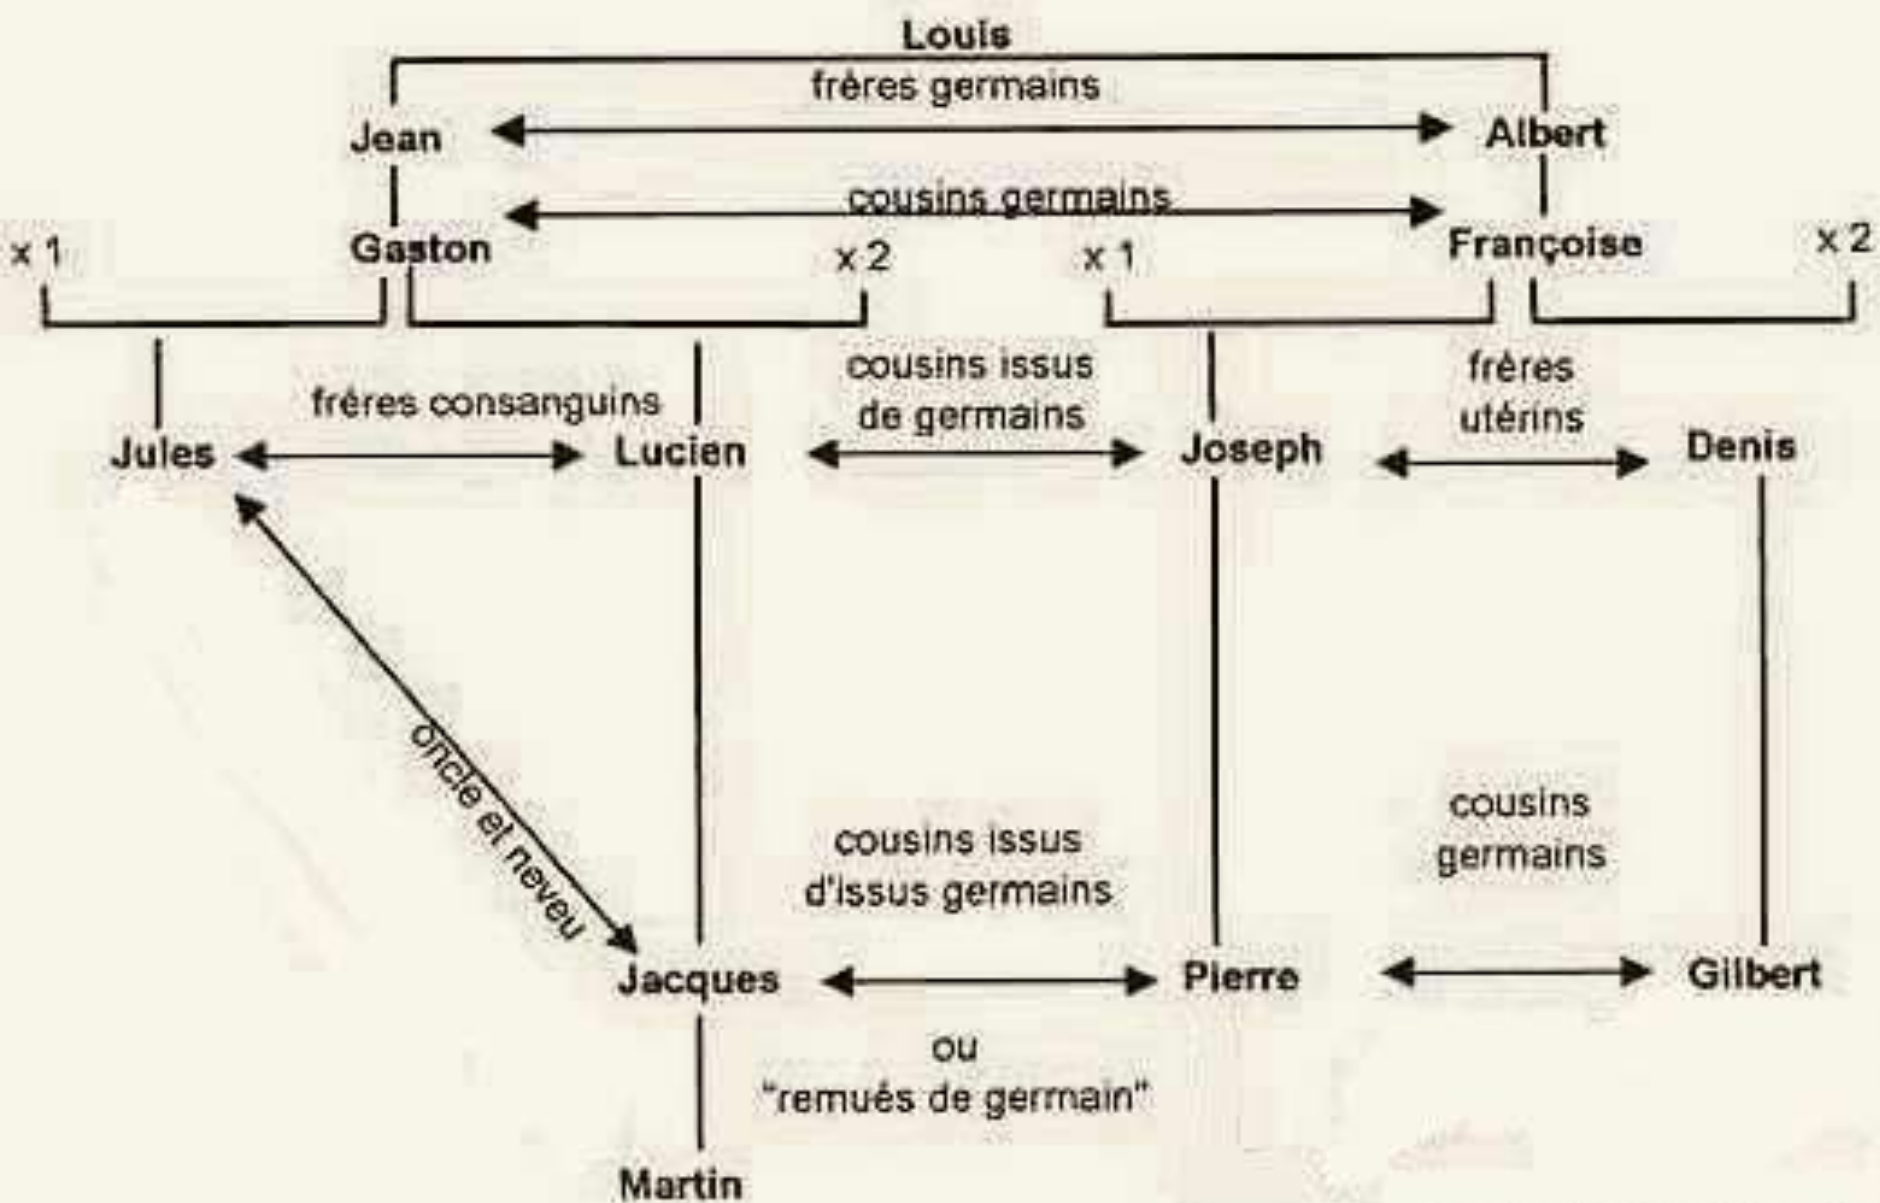 Louis
frères germains
Jean
Albert
cousins germains
x 1
Gaston
x 2
x 1
Françoise
x 2
frères consanguins
cousins issus
de germains
frères
utérins
Jules
Lucien
Joseph
Denis
oncle et neveu
cousins issus
d'issus germains
cousins
germains
Jacques
Pierre
Gilbert
ou
"remués de germain"
Martin